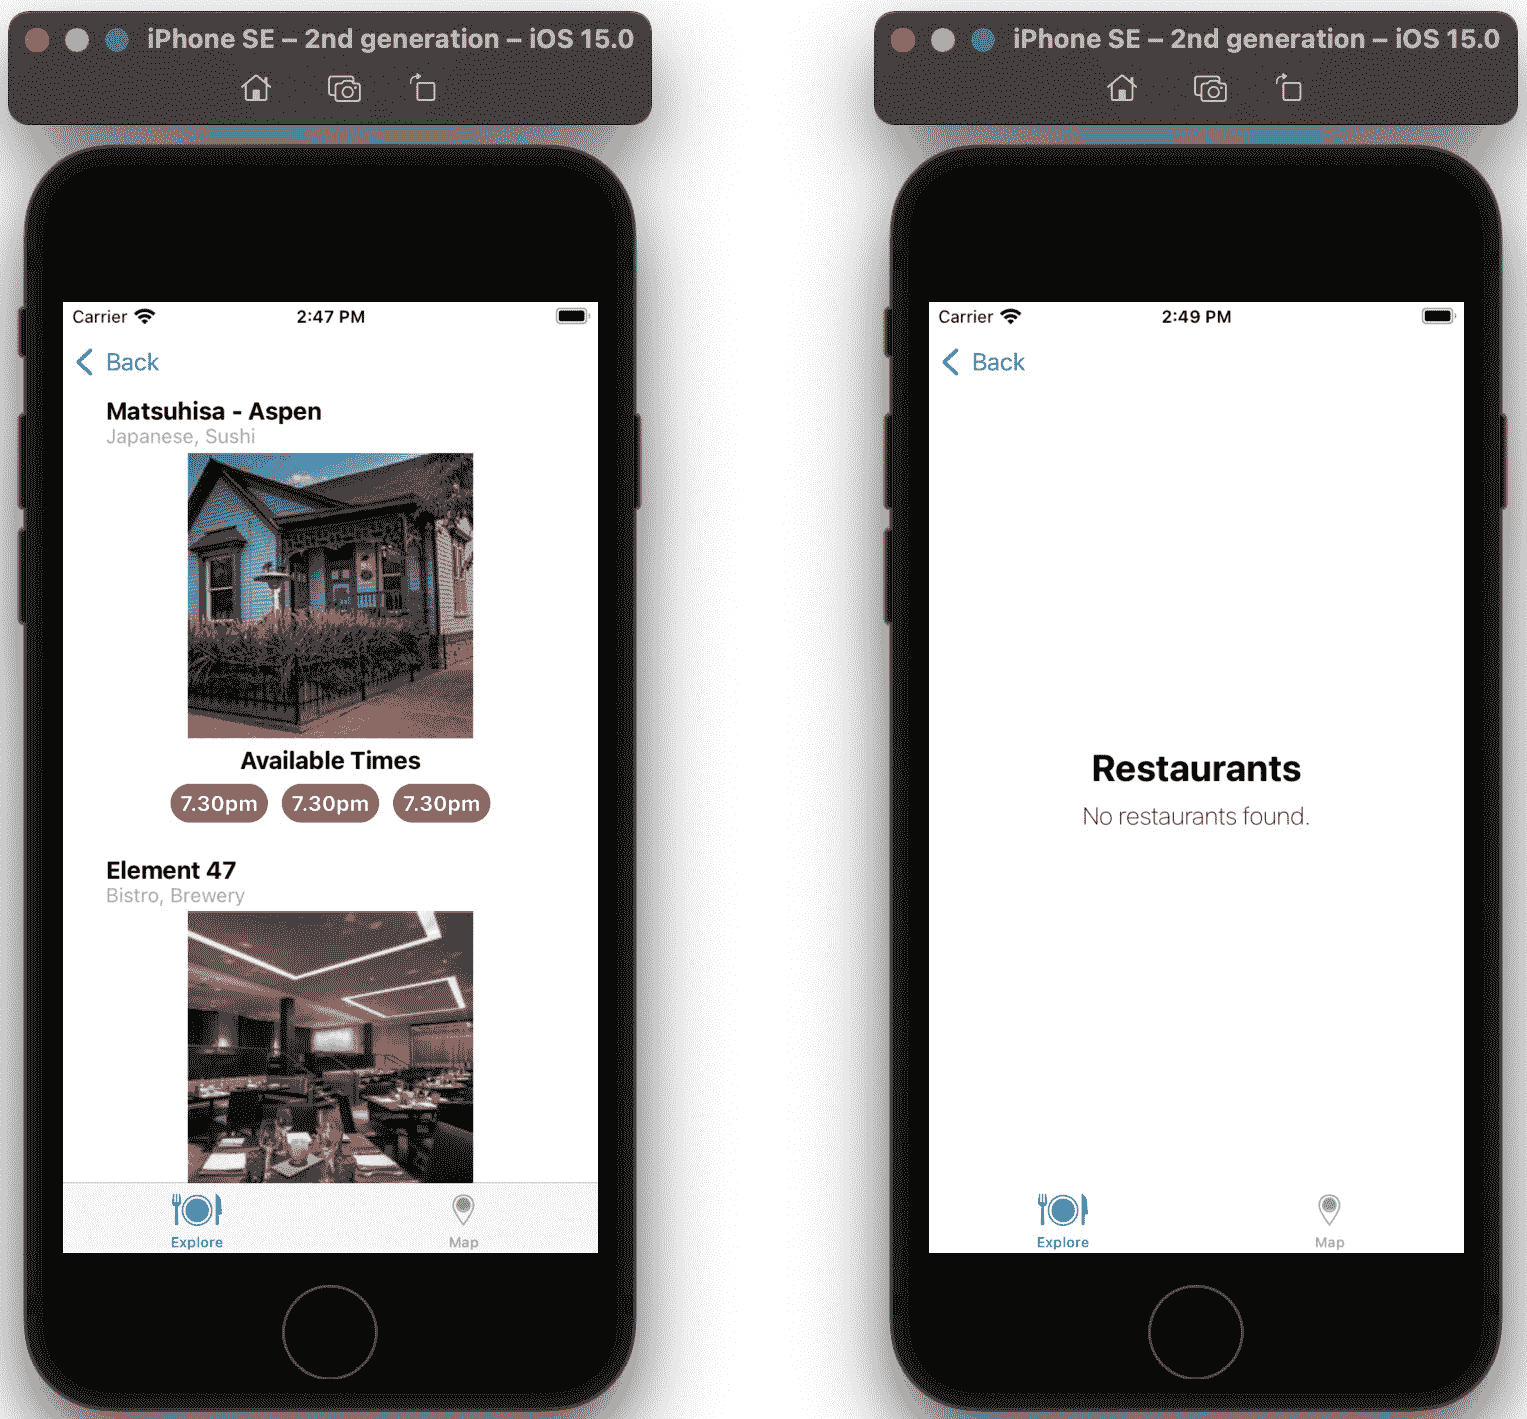 iPhone SE – 2nd generation – iOS 15.0
Carrier 2:47 PM
Back
Matsuhisa - Aspen
Japanese, Sushi
Available Times
7.30pm 7.30pm 7.30pm
Element 47
Bistro, Brewery
Explore Map
iPhone SE – 2nd generation – iOS 15.0
Carrier 2:49 PM
Back
Restaurants
No restaurants found.
Explore Map